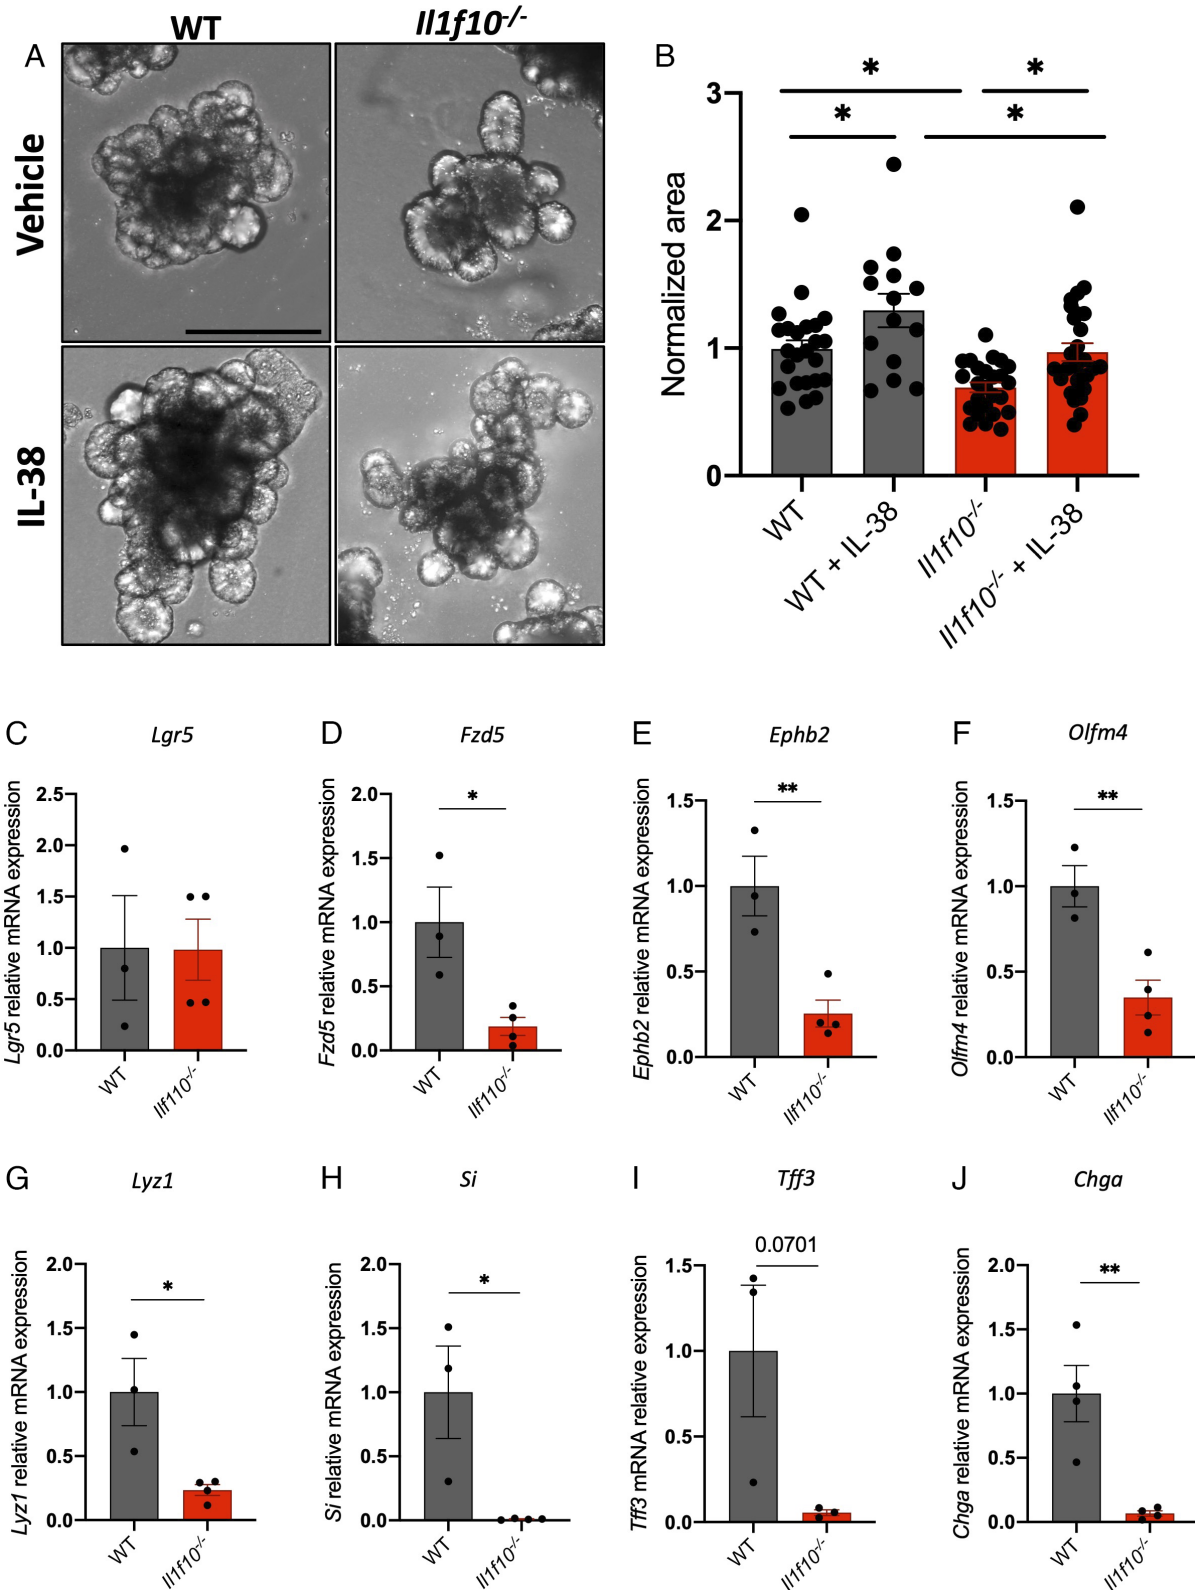 WT
Il1f10-/-
A
Vehicle
IL-38
B
Normalized area
3
2
1
0
*
*
*
*
WT
WT + IL-38
Il1f10-/-
Il1f10-/- + IL-38
C
Lgr5
Lgr5 relative mRNA expression
2.5
2.0
1.5
1.0
0.5
0.0
WT
Ilf110-/-
D
Fzd5
Fzd5 relative mRNA expression
2.0
1.5
1.0
0.5
0.0
*
WT
Ilf110-/-
E
Ephb2
Ephb2 relative mRNA expression
1.5
1.0
0.5
0.0
**
WT
Ilf110-/-
F
Olfm4
Olfm4 relative mRNA expression
1.5
1.0
0.5
0.0
**
WT
Ilf110-/-
G
Lyz1
Lyz1 relative mRNA expression
2.0
1.5
1.0
0.5
0.0
*
WT
Il1f10-/-
H
Si
Si relative mRNA expression
2.0
1.5
1.0
0.5
0.0
*
WT
Il1f10-/-
I
Tff3
Tff3 mRNA relative expression
1.5
1.0
0.5
0.0
0.0701
WT
Il1f10-/-
J
Chga
Chga relative mRNA expression
2.0
1.5
1.0
0.5
0.0
**
WT
Il1f10-/-